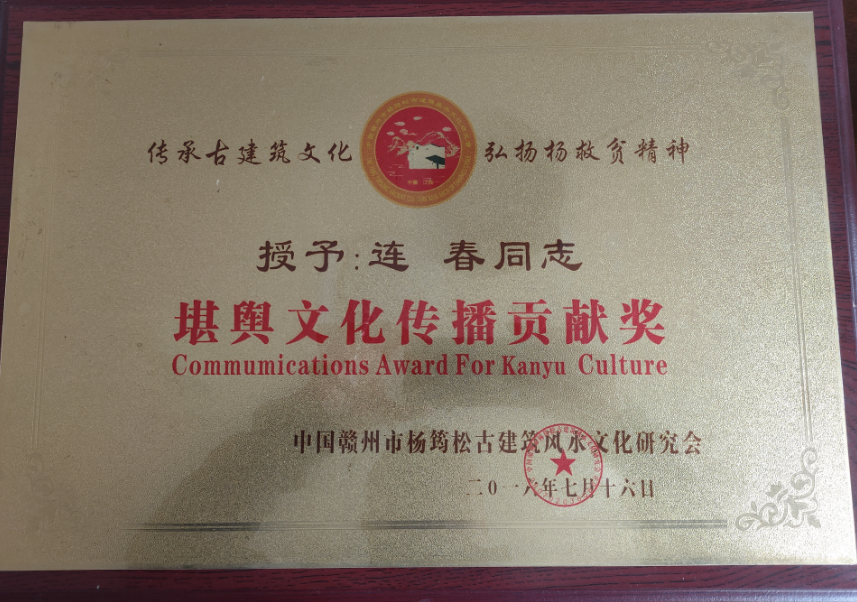 传承古建筑文化 弘扬杨救贫精神
授予:连 春同志
堪舆文化传播贡献奖
Commumications Award For Kanyu Culture
中国赣州市杨筠松古建筑风水文化研究会
二0一六年七月十六日